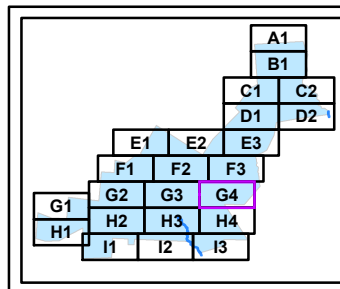 A1
B1
C1 C2
D1 D2
E1 E2 E3
F1 F2 F3
G1 G2 G3 G4
H1 H2 H3 H4
I1 I2 I3